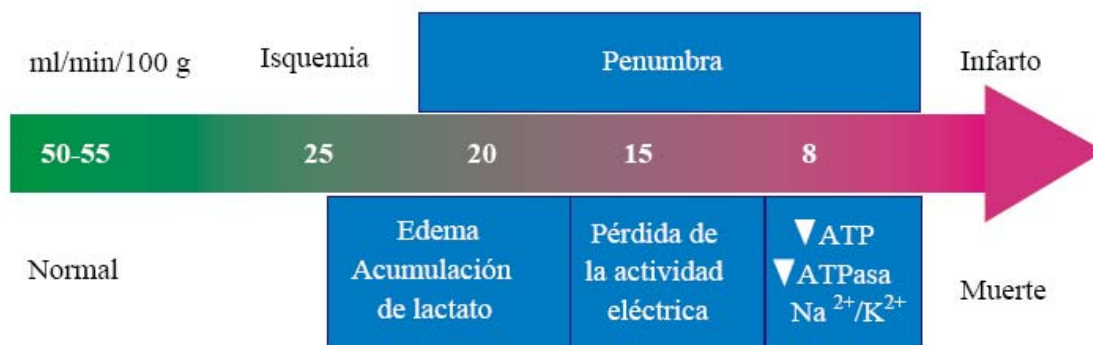 ml/min/100 g
Isquemia
Penumbra
Infarto
50-55
25
20
15
8
Normal
Edema
Acumulación
de lactato
Pérdida de
la actividad
eléctrica
▼ATP
▼ATPasa
Na 2+/K2+
Muerte